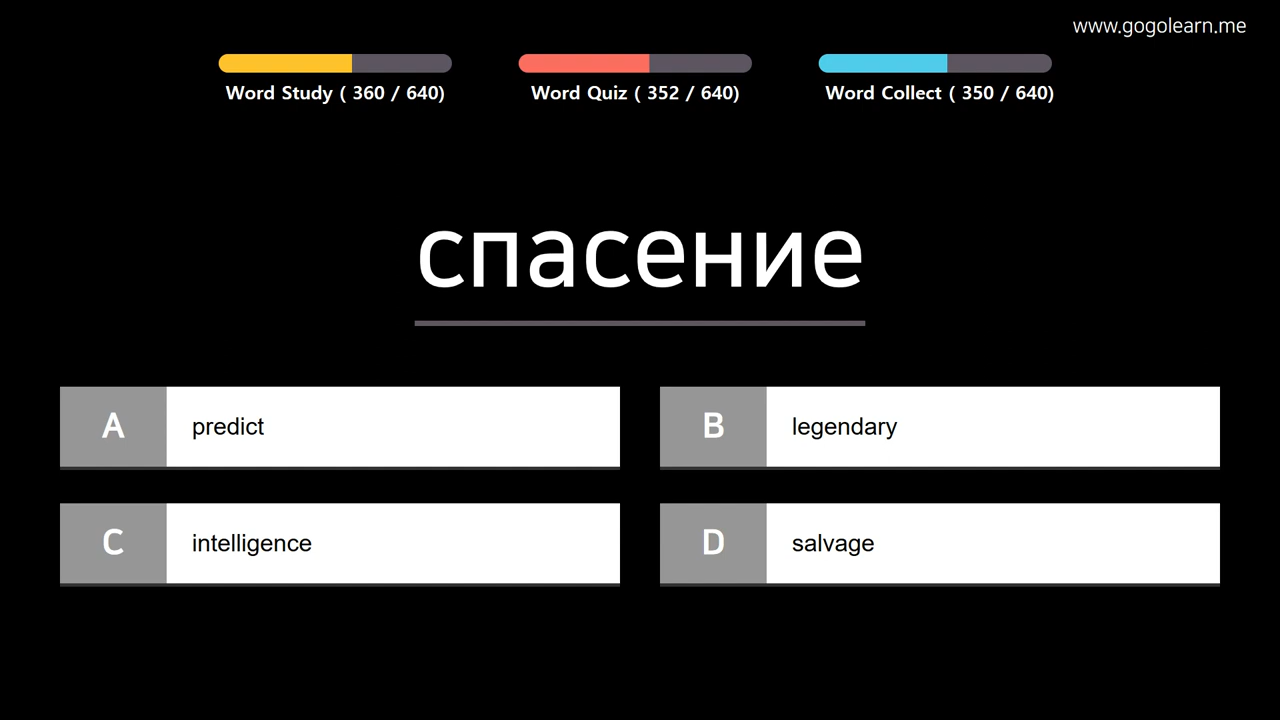 www.gogolearn.me
Word Study ( 360 / 640)
Word Quiz ( 352 / 640)
Word Collect ( 350 / 640)
спасение
A predict
B legendary
C intelligence
D salvage